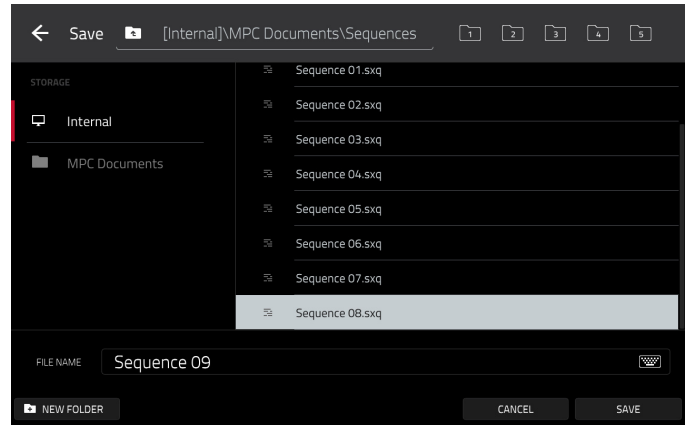 Save [Internal]\MPC Documents\Sequences 1 2 3 4 5
STORAGE
Internal
MPC Documents
Sequence 01.sxq
Sequence 02.sxq
Sequence 03.sxq
Sequence 04.sxq
Sequence 05.sxq
Sequence 06.sxq
Sequence 07.sxq
Sequence 08.sxq
FILE NAME Sequence 09
NEW FOLDER CANCEL SAVE